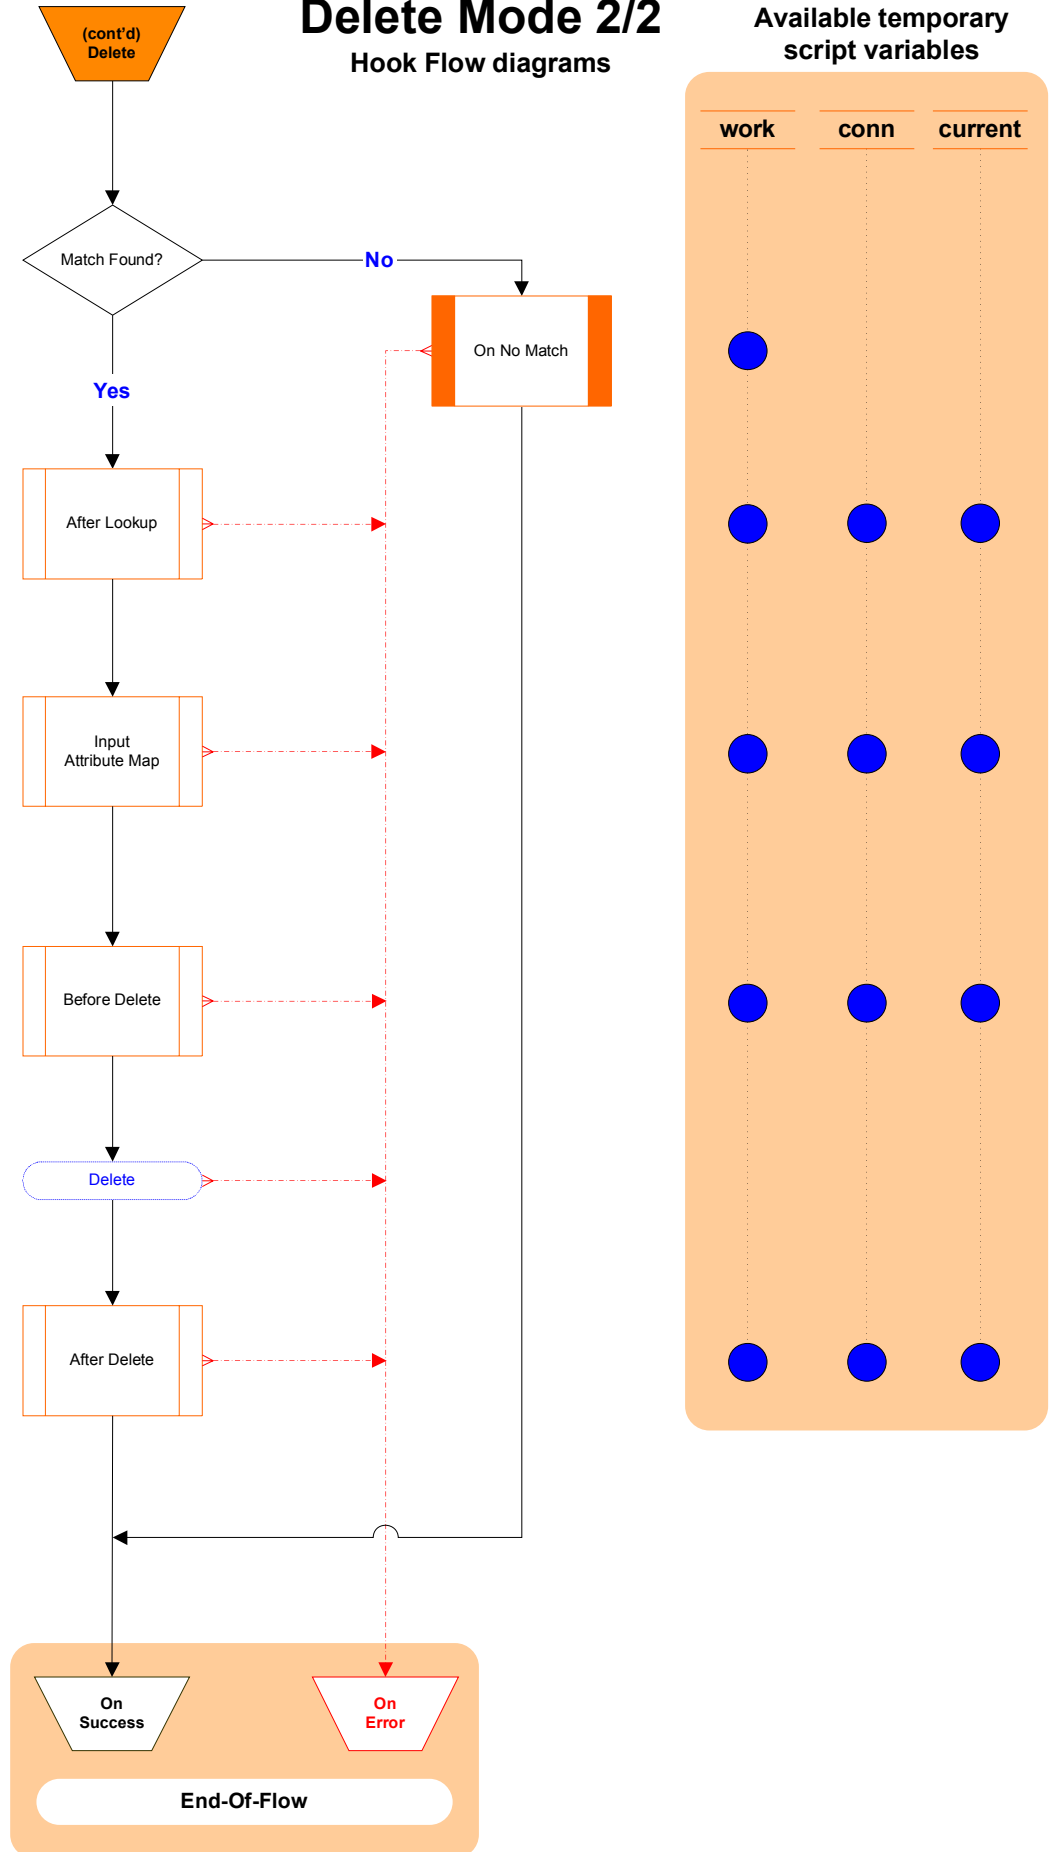 Delete Mode 2/2
Hook Flow diagrams
Available temporary
script variables
(cont'd)
Delete
work
conn
current
Match Found?
No
On No Match
Yes
After Lookup
Input
Attribute Map
Before Delete
Delete
After Delete
On
Success
On
Error
End-Of-Flow